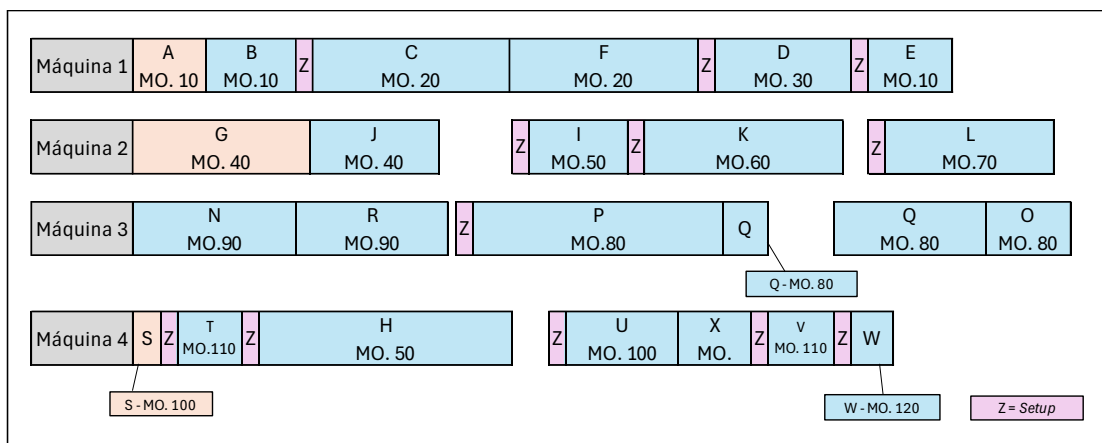 A B C F D E
Máquina 1 Z Z Z
MO. 10 MO.10 MO. 20 MO. 20 MO. 30 MO. 10
G J I K L
Máquina 2 Z Z Z
MO. 40 MO. 40 MO.50 MO.60 MO.70
N R P Q Q O
Máquina 3 Z
MO.90 MO.90 MO.80 MO. 80 MO. 80
Q - MO. 80
T H U X V
Máquina 4 S Z Z Z Z Z W
MO.110 MO. 50 MO. 100 MO. MO. 110
S - MO. 100 W - MO. 120 Z = Setup